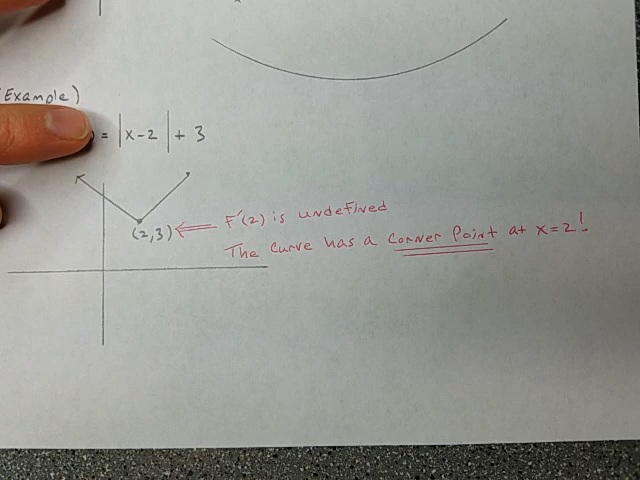 (Example)
= |x-2| + 3
(2,3)
F'(2) is undefined
The curve has a corner Point at x=2!